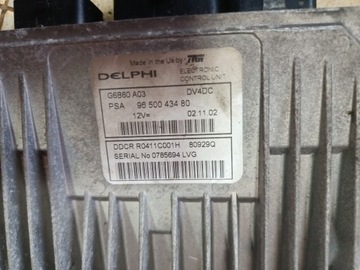 Made in the Uk by TRW
DELPHI ELECTRONIC CONTROL UNIT
G6880 A03 DV4DC
PSA 96 500 434 80
12V= 02.11.02
DDCR R0411C001H 80929Q
SERIAL No 0785694 LVG